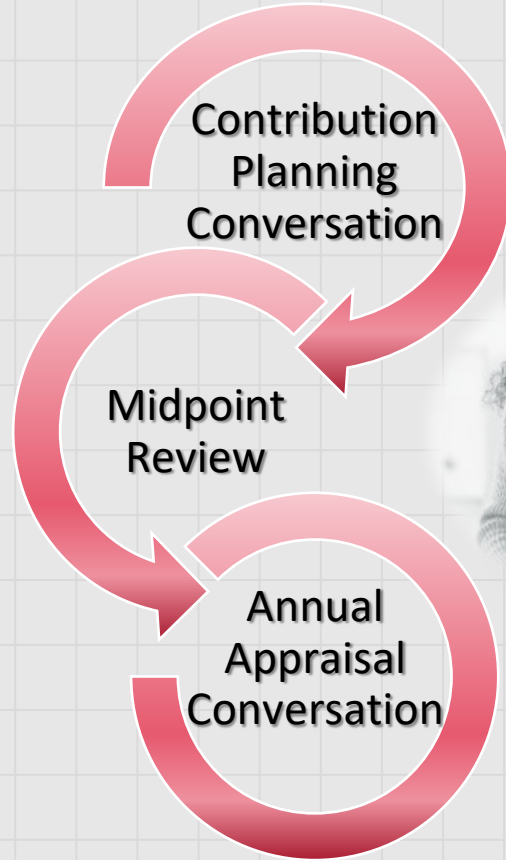 Contribution
Planning
Conversation
Midpoint
Review
Annual
Appraisal
Conversation